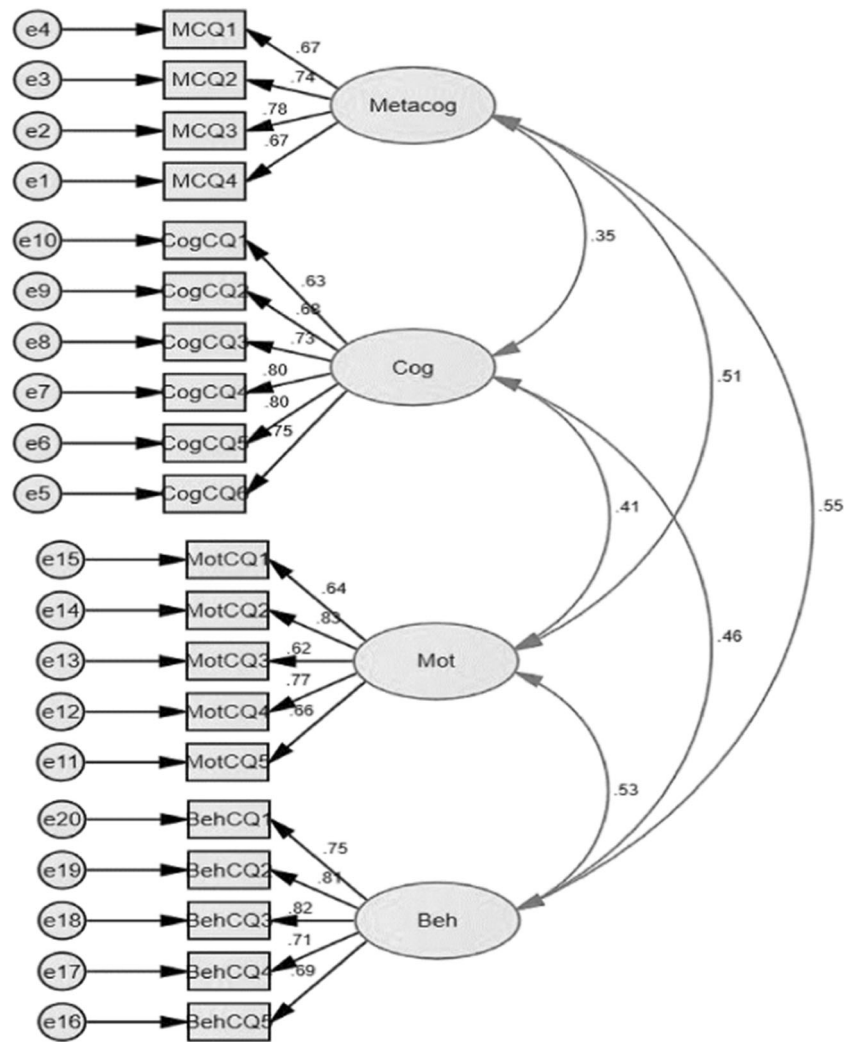 e4 MCQ1
.67
e3 MCQ2
.74
Metacog
.78
e2 MCQ3
.67
e1 MCQ4
e10 CogCQ1
.35
.63
e9 CogCQ2
.68
e8 CogCQ3
.73
Cog
.80
.51
e7 CogCQ4
.80
e6 CogCQ5
.75
e5 CogCQ6
.41
.55
e15 MotCQ1
.64
e14 MotCQ2
.83
.46
e13 MotCQ3
.62
Mot
.77
e12 MotCQ4
.66
e11 MotCQ5
.53
e20 BehCQ1
.75
e19 BehCQ2
.81
e18 BehCQ3
.82
Beh
.71
e17 BehCQ4
.69
e16 BehCQ5